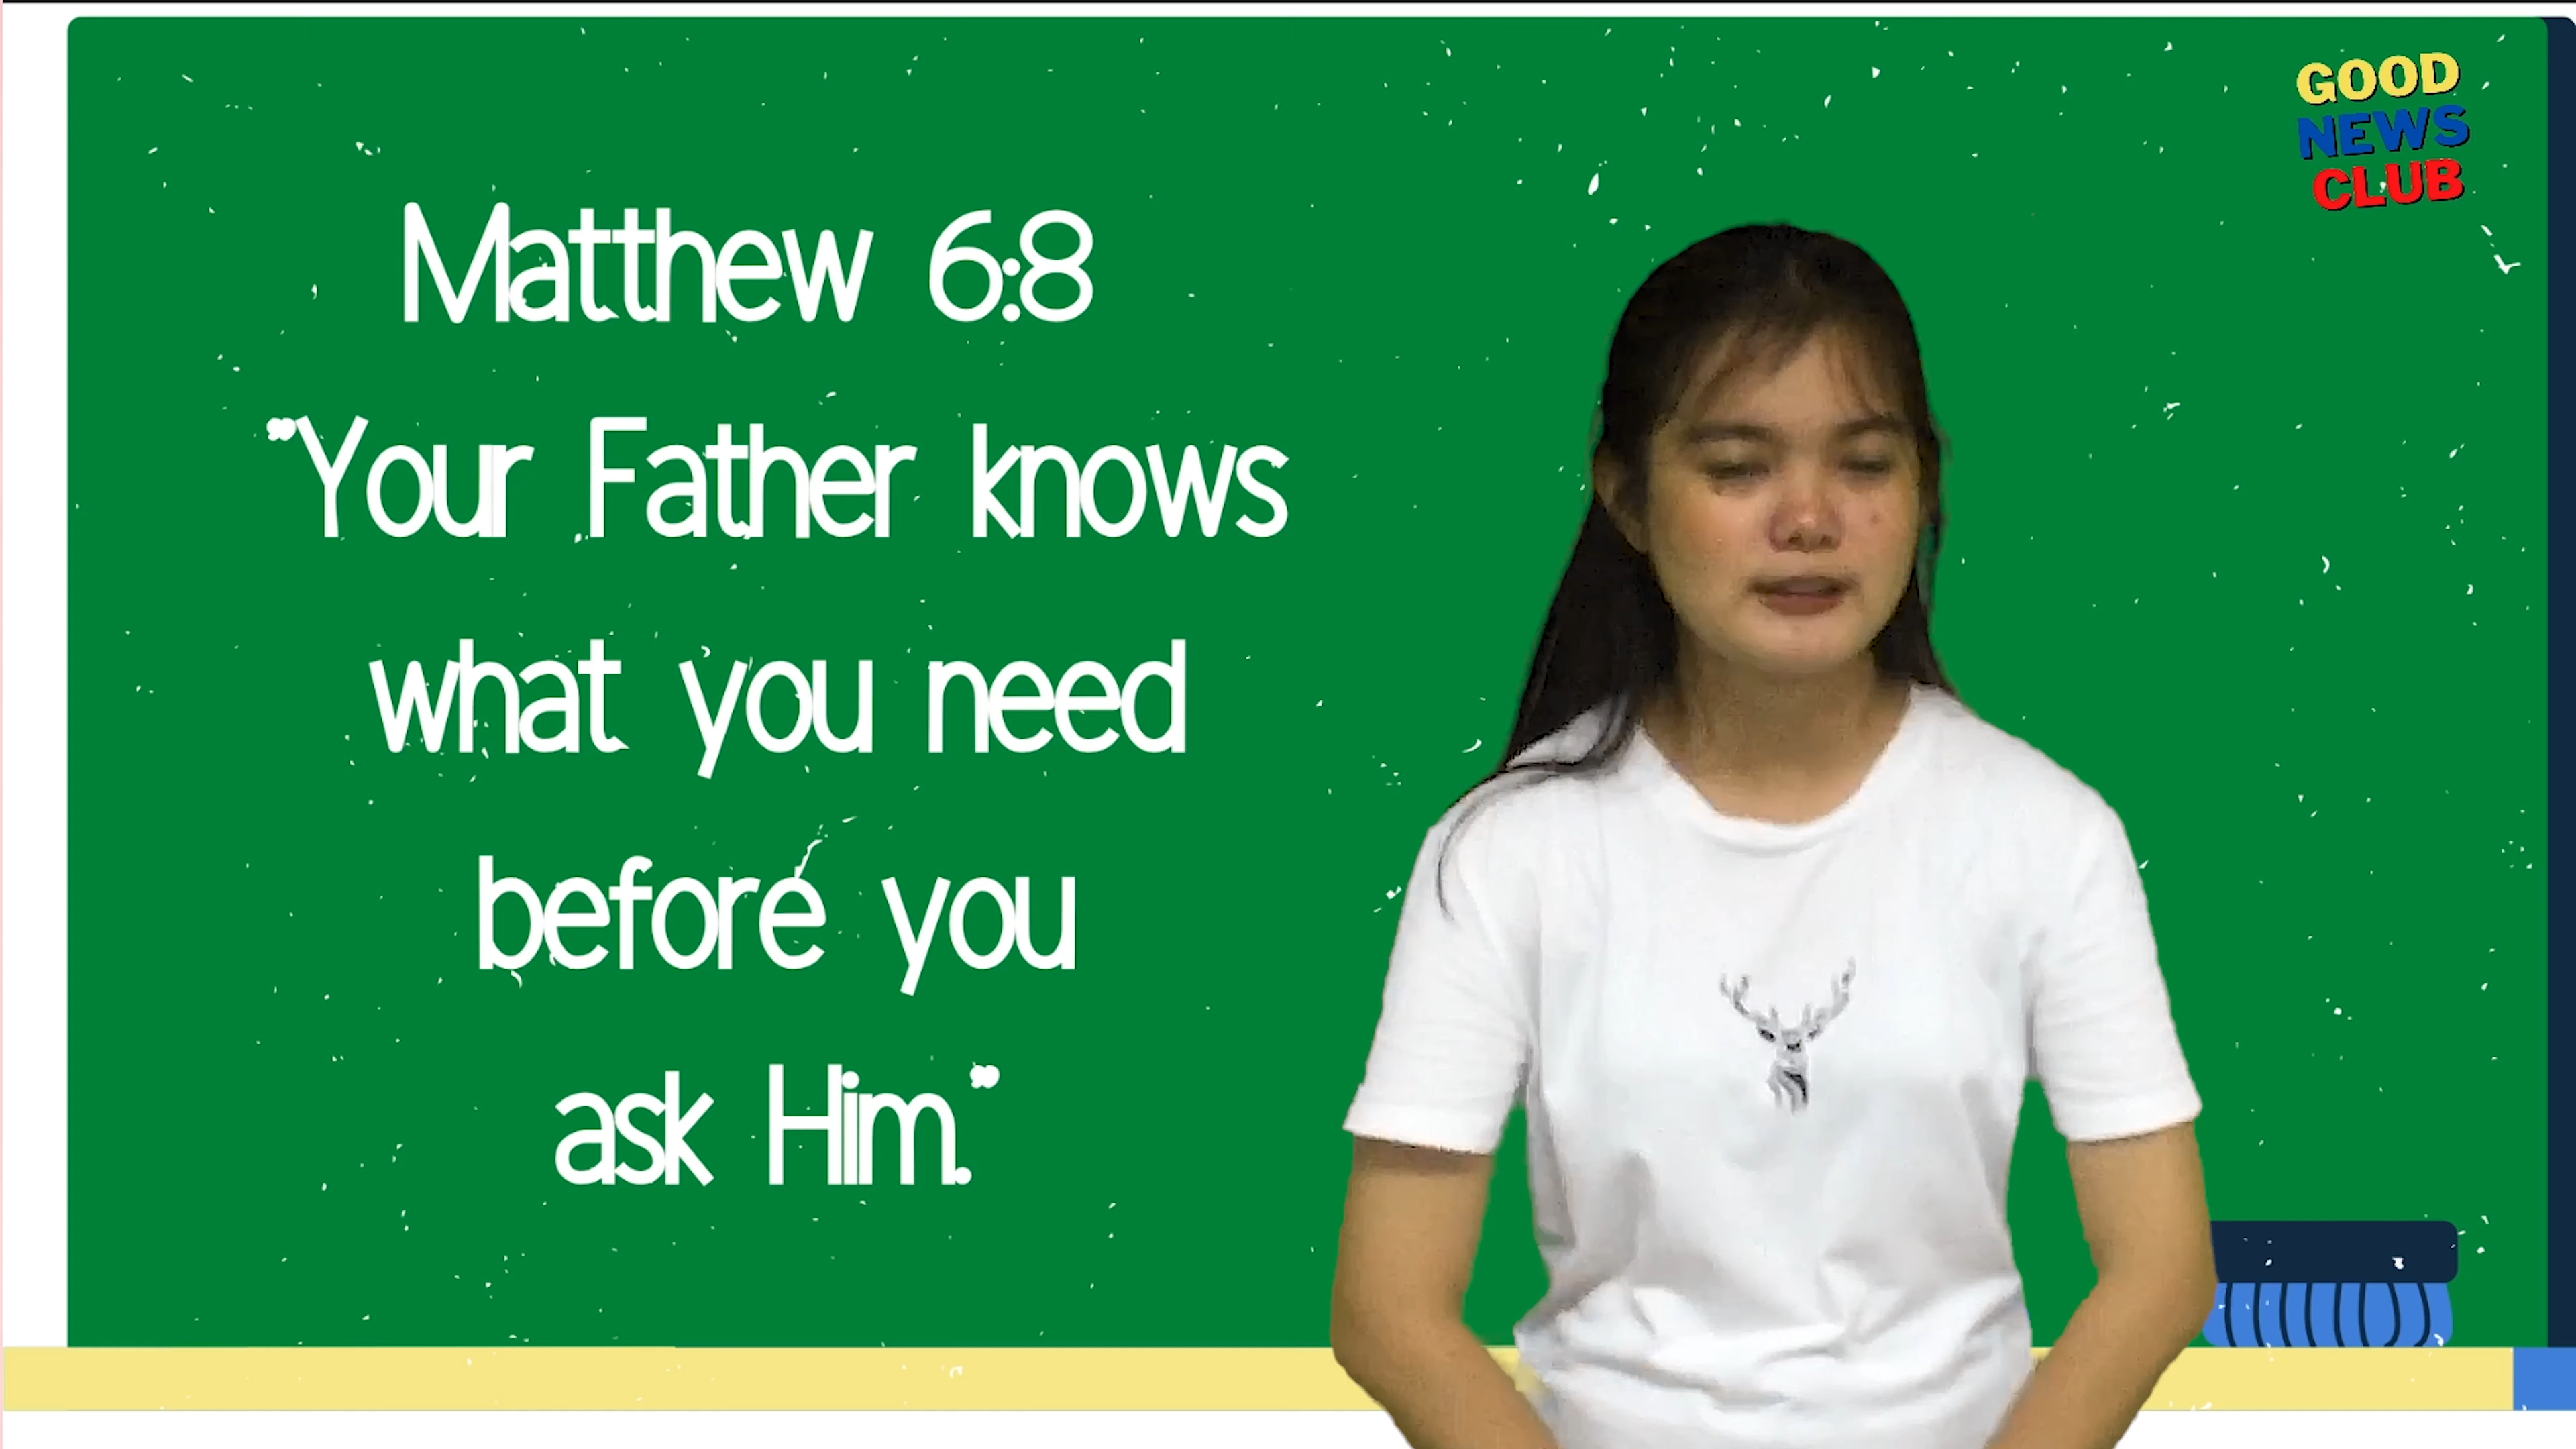 GOOD
NEWS
CLUB
Matthew 6:8
"Your Father knows
what you need
before you
ask Him."